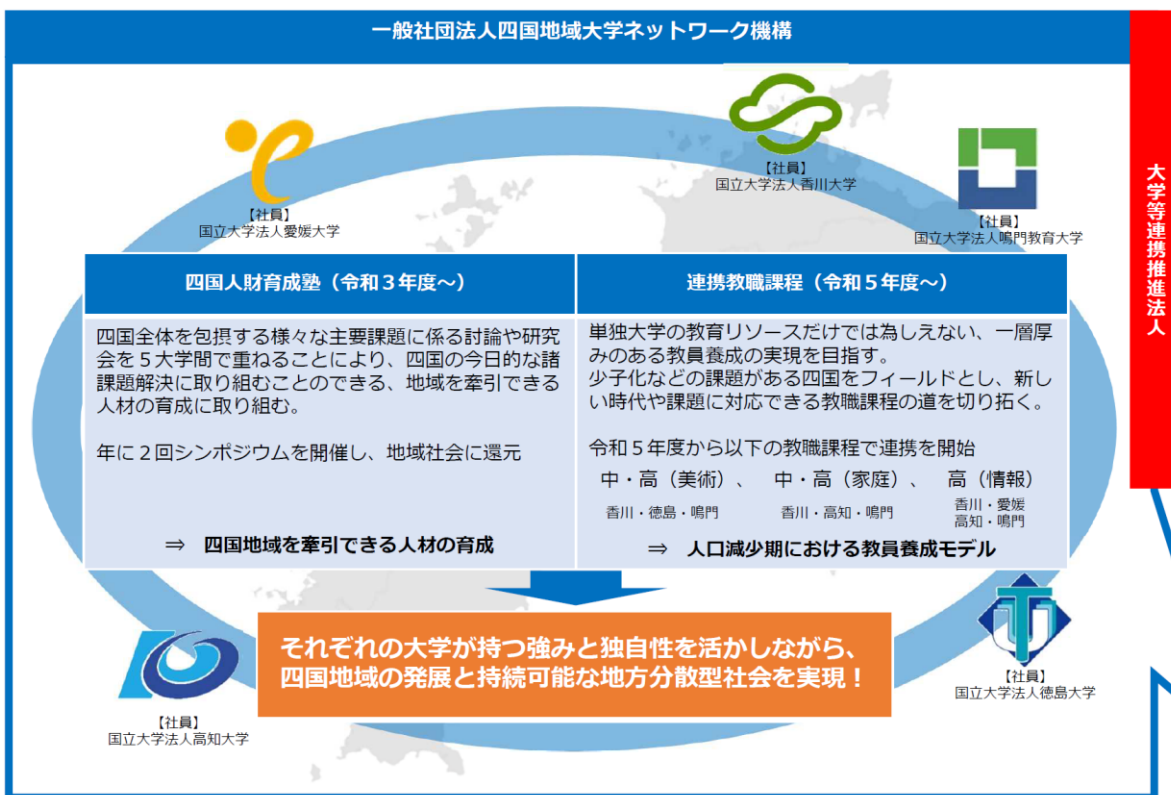 一般社団法人四国地域大学ネットワーク機構
大学等連携推進法人
【社員】
国立大学法人愛媛大学
【社員】
国立大学法人香川大学
【社員】
国立大学法人鳴門教育大学
四国人財育成塾（令和３年度～）
四国全体を包摂する様々な主要課題に係る討論や研究
会を５大学間で重ねることにより、四国の今日的な諸
課題解決に取り組むことのできる、地域を牽引できる
人材の育成に取り組む。
年に２回シンポジウムを開催し、地域社会に還元
⇒ 四国地域を牽引できる人材の育成
連携教職課程（令和５年度～）
単独大学の教育リソースだけでは為しえない、一層厚
みのある教員養成の実現を目指す。
少子化などの課題がある四国をフィールドとし、新し
い時代や課題に対応できる教職課程の道を切り拓く。
令和５年度から以下の教職課程で連携を開始
中・高（美術）、 中・高（家庭）、 高（情報）
香川・徳島・鳴門 香川・高知・鳴門 香川・愛媛
高知・鳴門
⇒ 人口減少期における教員養成モデル
それぞれの大学が持つ強みと独自性を活かしながら、
四国地域の発展と持続可能な地方分散型社会を実現！
【社員】
国立大学法人高知大学
【社員】
国立大学法人徳島大学